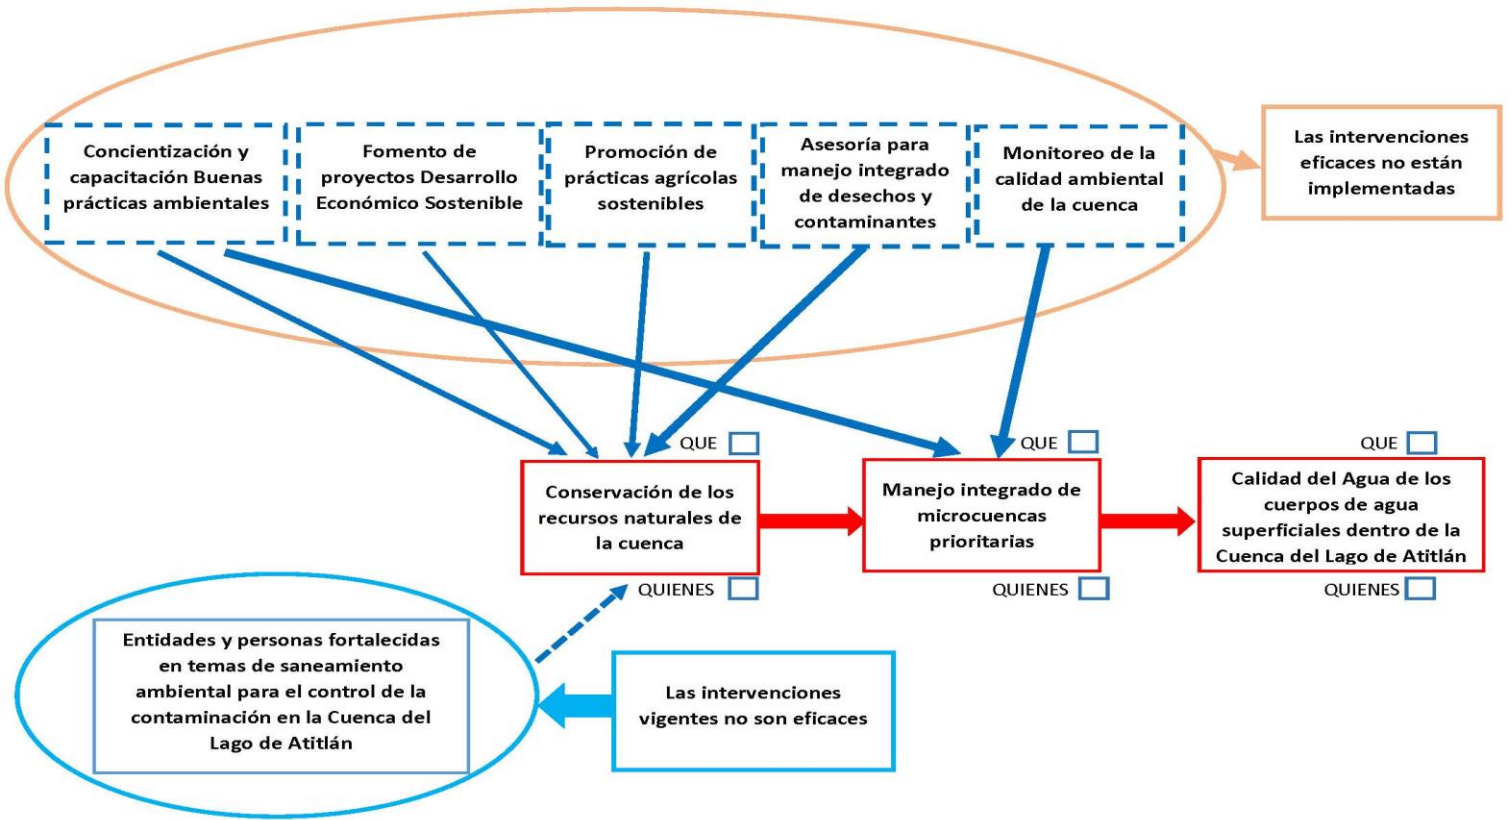 Concientización y
capacitación Buenas
prácticas ambientales
Fomento de
proyectos Desarrollo
Económico Sostenible
Promoción de
prácticas agrícolas
sostenibles
Asesoría para
manejo integrado
de desechos y
contaminantes
Monitoreo de la
calidad ambiental
de la cuenca
Las intervenciones
eficaces no están
implementadas
QUE
Conservación de los
recursos naturales de
la cuenca
QUIENES
QUE
Manejo integrado de
microcuencas
prioritarias
QUIENES
QUE
Calidad del Agua de los
cuerpos de agua
superficiales dentro de la
Cuenca del Lago de Atitlán
QUIENES
Entidades y personas fortalecidas
en temas de saneamiento
ambiental para el control de la
contaminación en la Cuenca del
Lago de Atitlán
Las intervenciones
vigentes no son eficaces